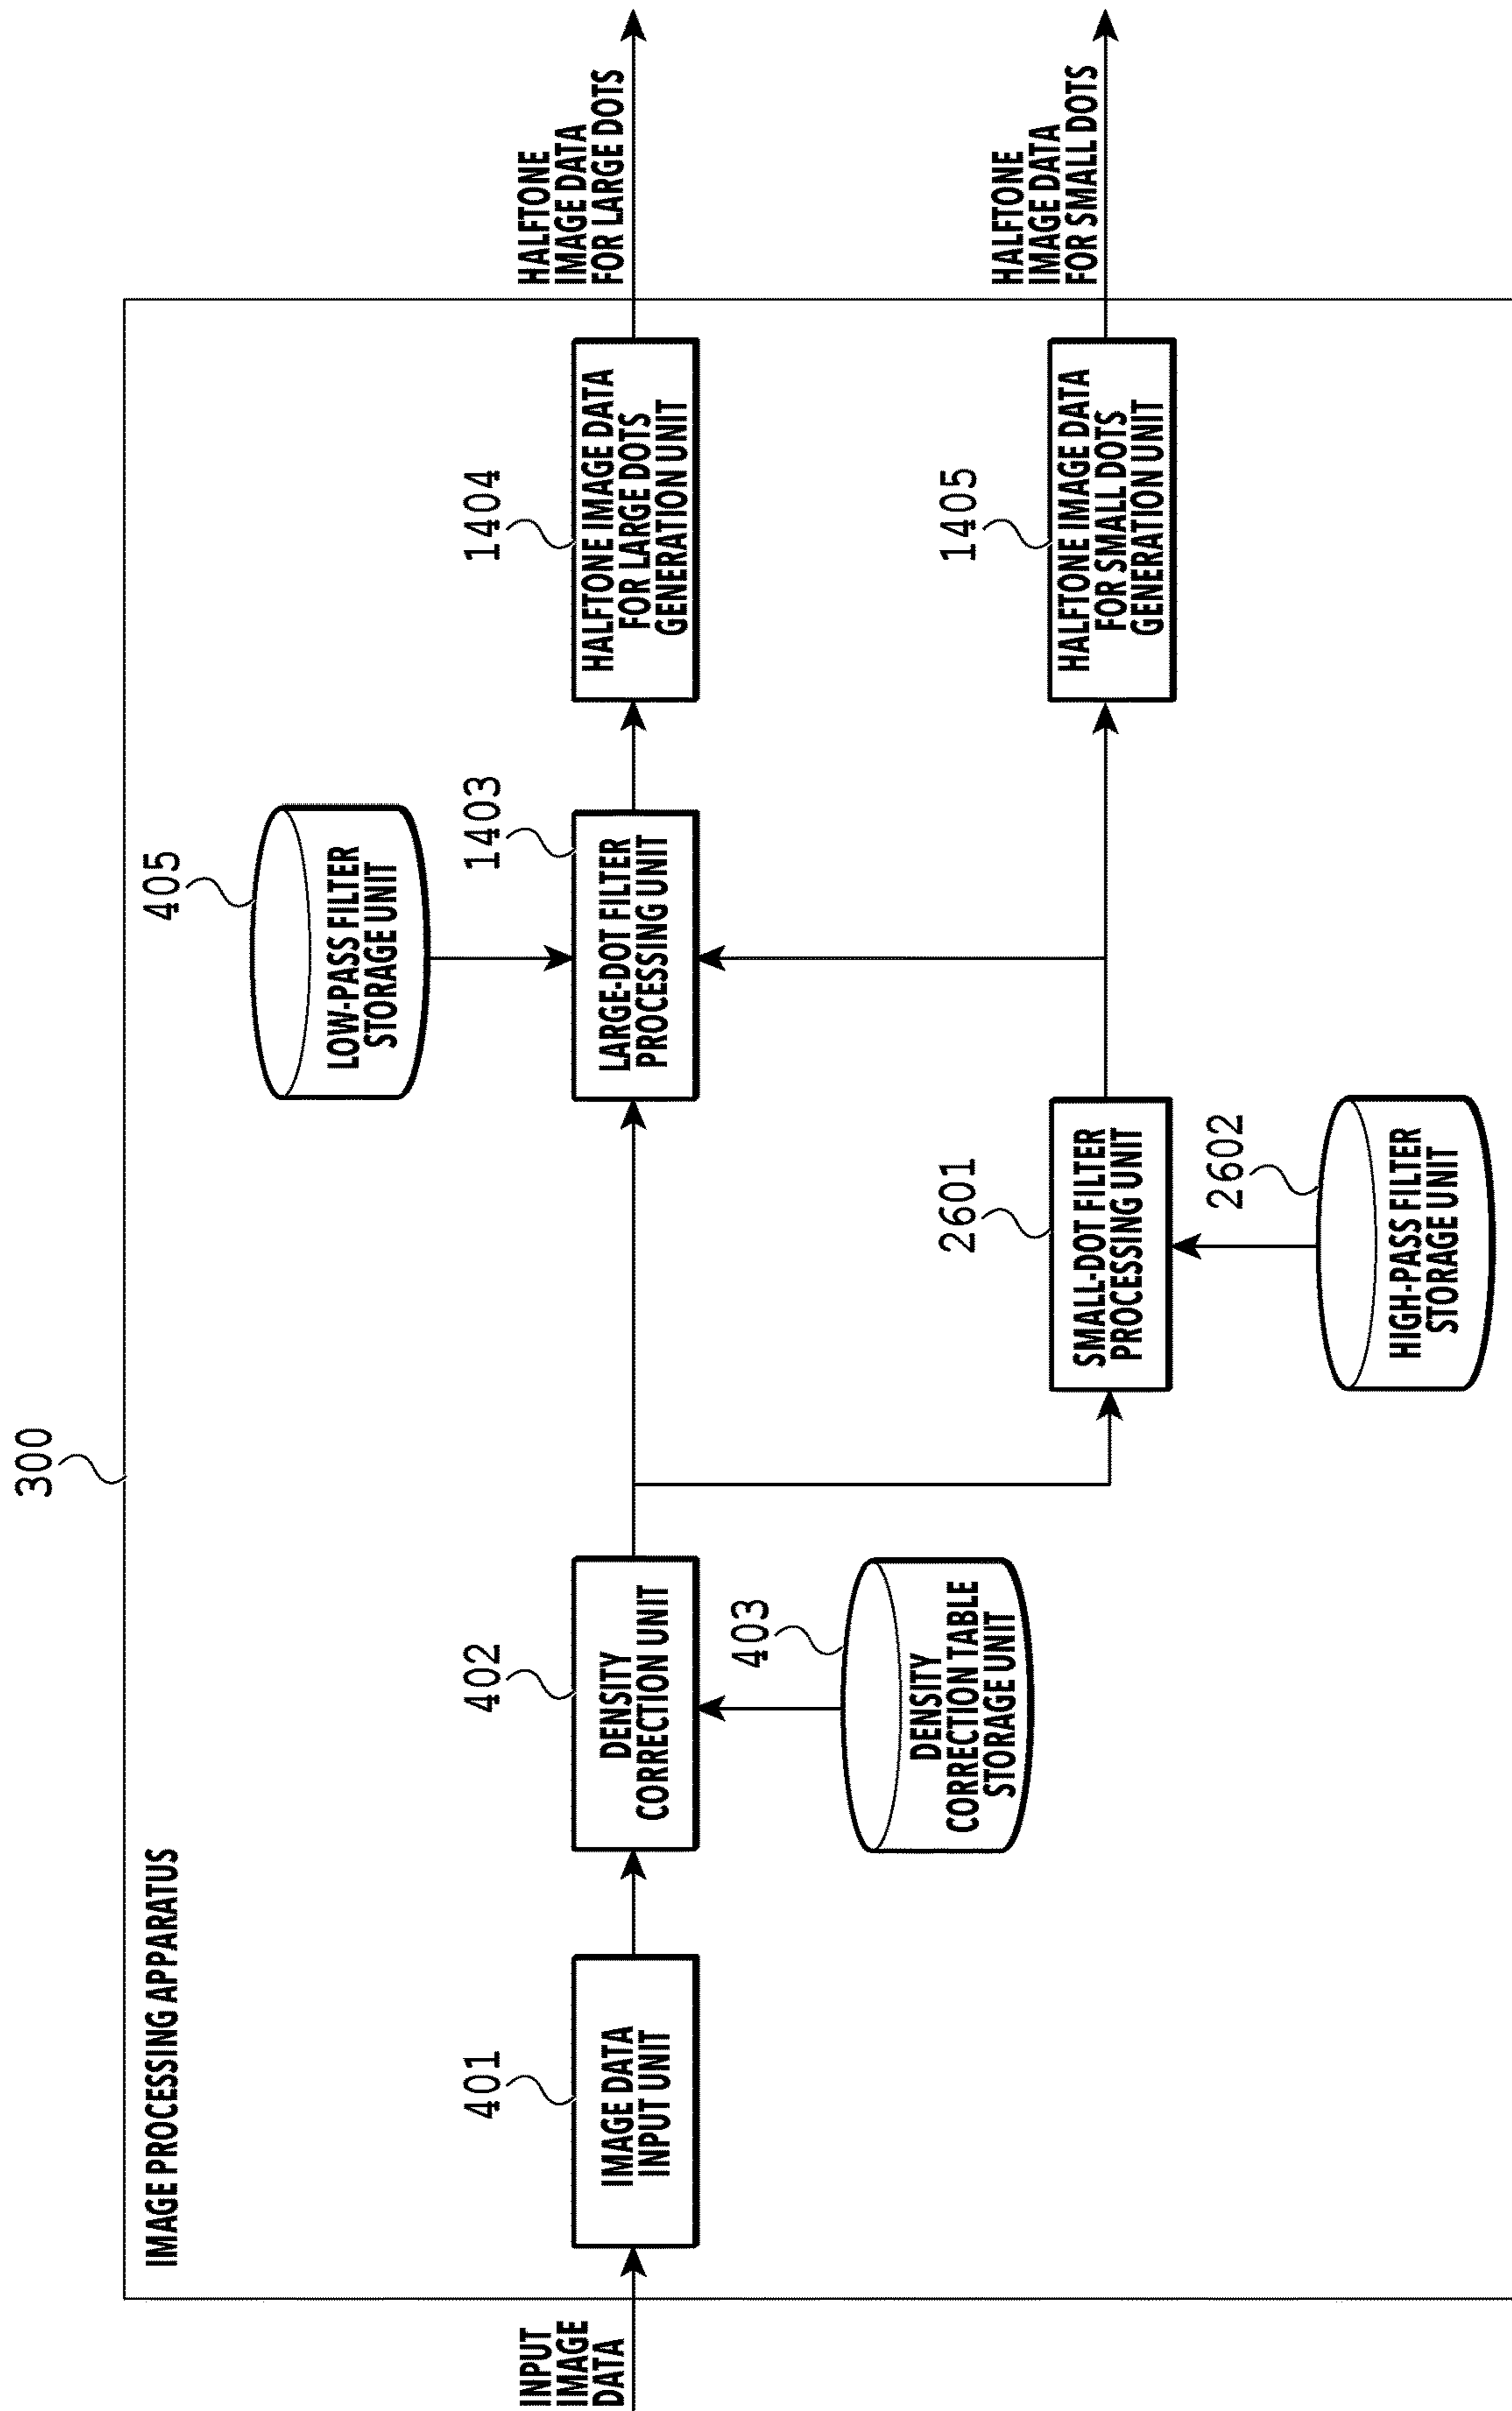 300
IMAGE PROCESSING APPARATUS
INPUT
IMAGE
DATA
401
IMAGE DATA
INPUT UNIT
402
DENSITY
CORRECTION UNIT
403
DENSITY
CORRECTION TABLE
STORAGE UNIT
405
LOW-PASS FILTER
STORAGE UNIT
1403
LARGE-DOT FILTER
PROCESSING UNIT
1404
HALFTONE IMAGE DATA
FOR LARGE DOTS
GENERATION UNIT
HALFTONE
IMAGE DATA
FOR LARGE DOTS
2601
SMALL-DOT FILTER
PROCESSING UNIT
2602
HIGH-PASS FILTER
STORAGE UNIT
1405
HALFTONE IMAGE DATA
FOR SMALL DOTS
GENERATION UNIT
HALFTONE
IMAGE DATA
FOR SMALL DOTS